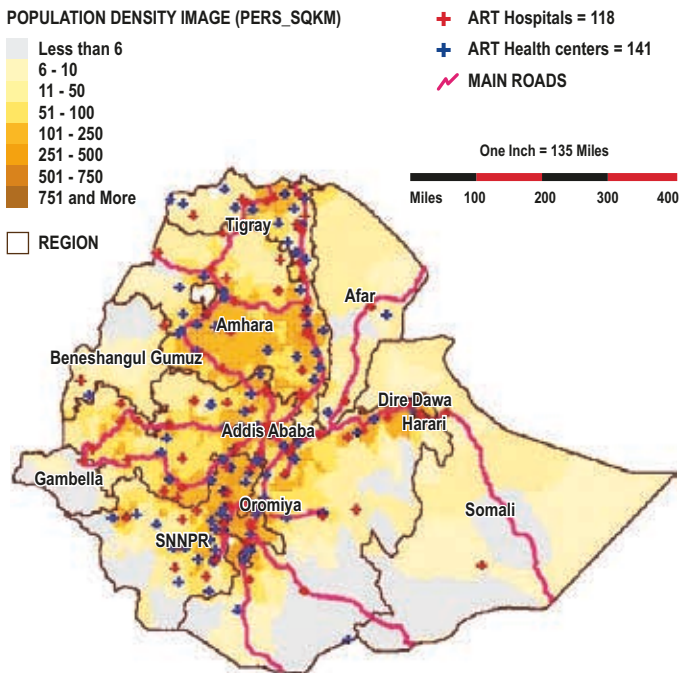 POPULATION DENSITY IMAGE (PERS_SQKM)
Less than 6
6 - 10
11 - 50
51 - 100
101 - 250
251 - 500
501 - 750
751 and More
REGION
ART Hospitals = 118
ART Health centers = 141
MAIN ROADS
One Inch = 135 Miles
Miles 100 200 300 400
Tigray
Afar
Amhara
Beneshangul Gumuz
Dire Dawa
Harari
Addis Ababa
Gambella
Oromiya
Somali
SNNPR